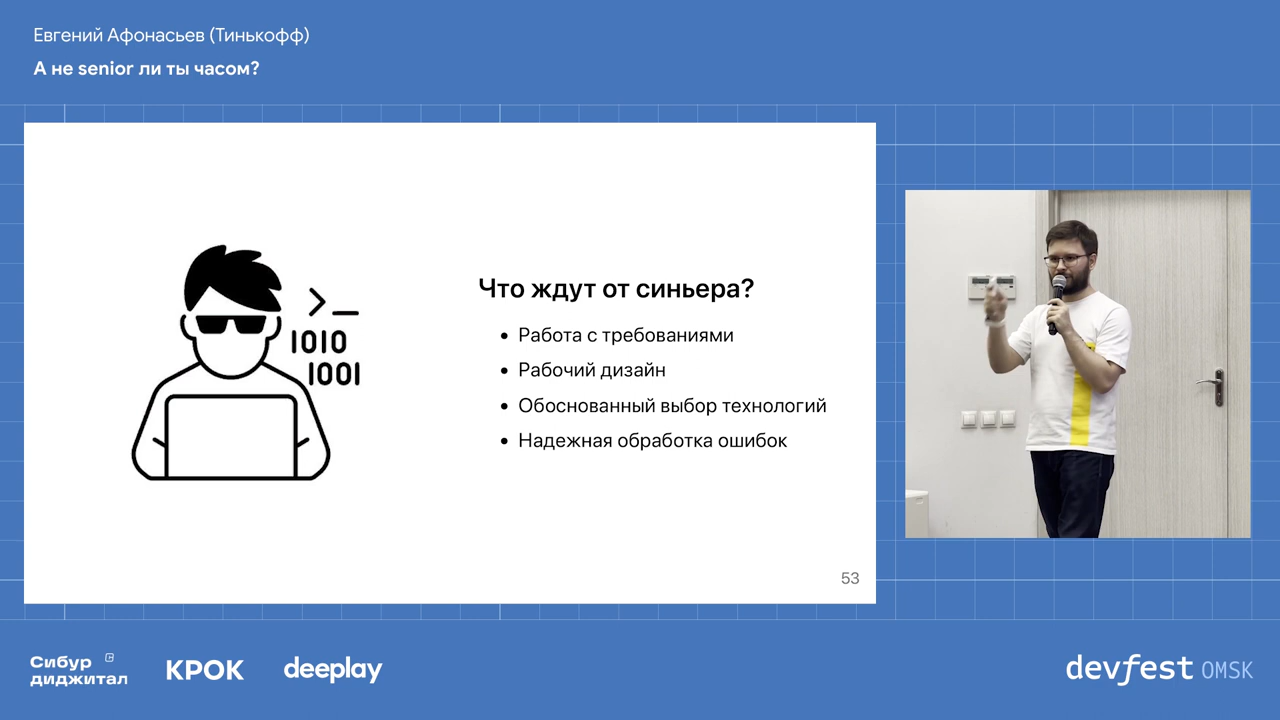 Евгений Афонасьев (Тинькофф)
А не senior ли ты часом?
>_
1010
1001
Что ждут от синьера?
• Работа с требованиями
• Рабочий дизайн
• Обоснованный выбор технологий
• Надежная обработка ошибок
53
Сибур
диджитал
КРОК
deeplay
devfest OMSK